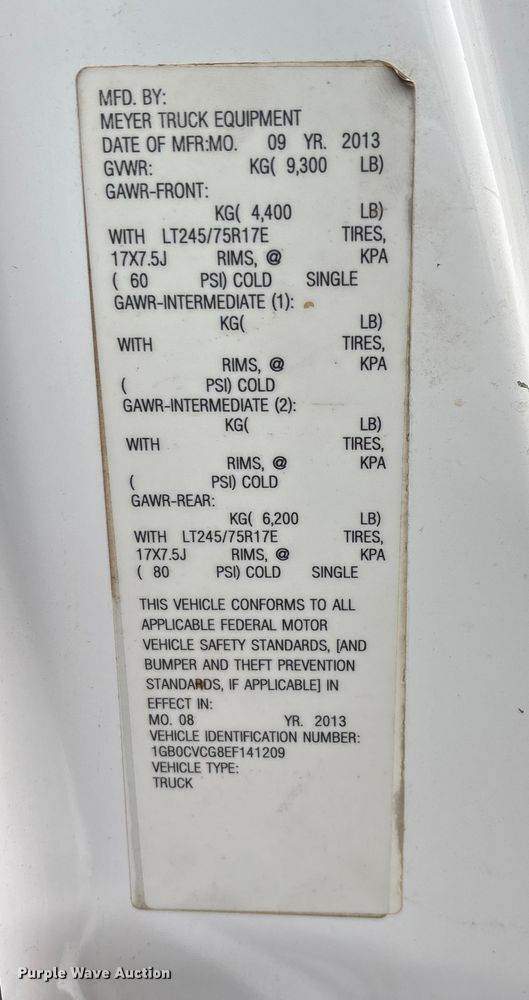 MFD. BY:
MEYER TRUCK EQUIPMENT
DATE OF MFR:MO. 09 YR. 2013
GVWR: KG( 9,300 LB)
GAWR-FRONT:
KG( 4,400 LB)
WITH LT245/75R17E TIRES,
17X7.5J RIMS, @ KPA
( 60 PSI) COLD SINGLE
GAWR-INTERMEDIATE (1):
KG( LB)
WITH TIRES,
RIMS, @ KPA
( PSI) COLD
GAWR-INTERMEDIATE (2):
KG( LB)
WITH TIRES,
RIMS, @ KPA
( PSI) COLD
GAWR-REAR:
KG( 6,200 LB)
WITH LT245/75R17E TIRES,
17X7.5J RIMS, @ KPA
( 80 PSI) COLD SINGLE
THIS VEHICLE CONFORMS TO ALL
APPLICABLE FEDERAL MOTOR
VEHICLE SAFETY STANDARDS, [AND
BUMPER AND THEFT PREVENTION
STANDARDS, IF APPLICABLE] IN
EFFECT IN:
MO. 08 YR. 2013
VEHICLE IDENTIFICATION NUMBER:
1GB0CVCG8EF141209
VEHICLE TYPE:
TRUCK
Purple Wave Auction